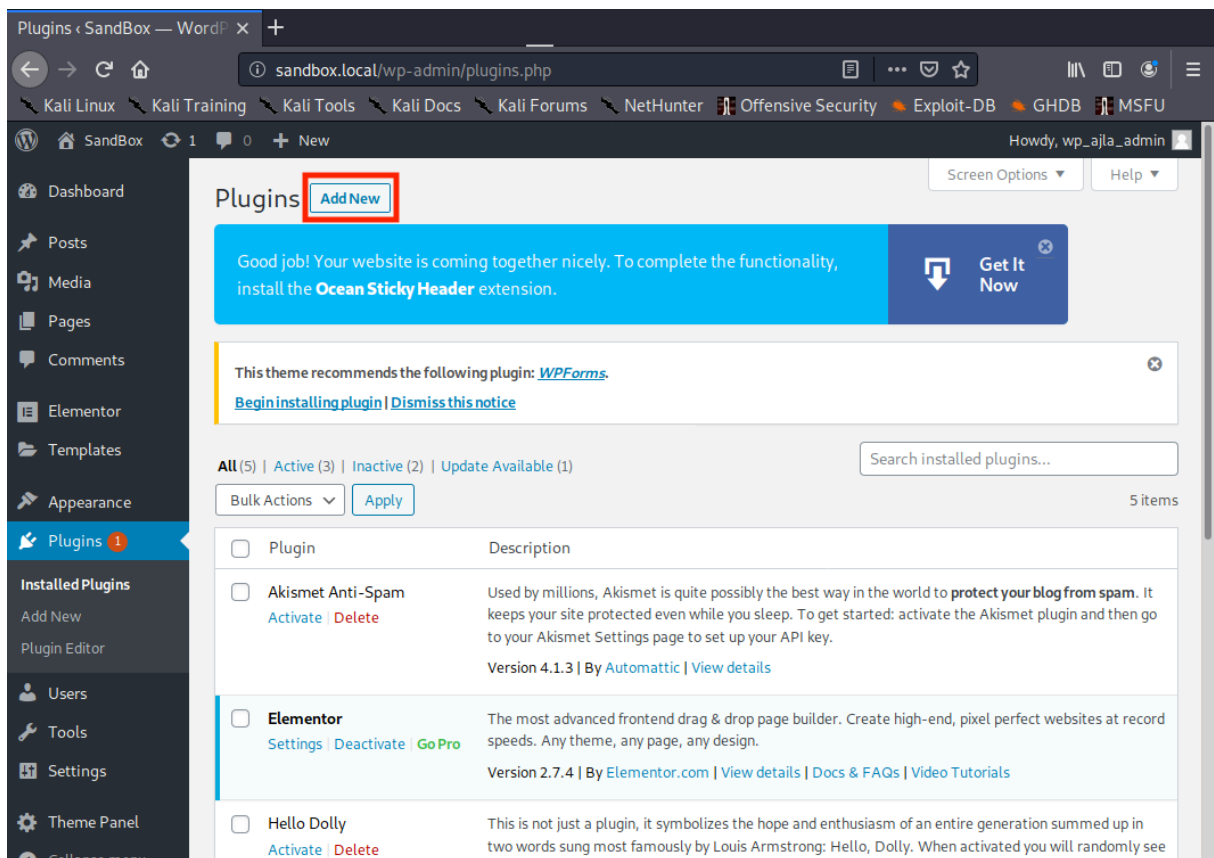 Plugins ‹ SandBox — WordP
sandbox.local/wp-admin/plugins.php
Kali Linux Kali Training Kali Tools Kali Docs Kali Forums NetHunter Offensive Security Exploit-DB GHDB MSFU
SandBox 1 0 New Howdy, wp_ajla_admin
Screen Options Help
Dashboard
Posts
Media
Pages
Comments
Elementor
Templates
Appearance
Plugins 1
Installed Plugins
Add New
Plugin Editor
Users
Tools
Settings
Theme Panel
Collapse menu
Plugins Add New
Good job! Your website is coming together nicely. To complete the functionality,
install the Ocean Sticky Header extension.
Get It
Now
This theme recommends the following plugin: WPForms.
Begin installing plugin | Dismiss this notice
All (5) | Active (3) | Inactive (2) | Update Available (1)
Search installed plugins...
Bulk Actions Apply
5 items
Plugin Description
Akismet Anti-Spam
Activate | Delete
Used by millions, Akismet is quite possibly the best way in the world to protect your blog from spam. It
keeps your site protected even while you sleep. To get started: activate the Akismet plugin and then go
to your Akismet Settings page to set up your API key.
Version 4.1.3 | By Automattic | View details
Elementor
Settings | Deactivate | Go Pro
The most advanced frontend drag & drop page builder. Create high-end, pixel perfect websites at record
speeds. Any theme, any page, any design.
Version 2.7.4 | By Elementor.com | View details | Docs & FAQs | Video Tutorials
Hello Dolly
Activate | Delete
This is not just a plugin, it symbolizes the hope and enthusiasm of an entire generation summed up in
two words sung most famously by Louis Armstrong: Hello, Dolly. When activated you will randomly see